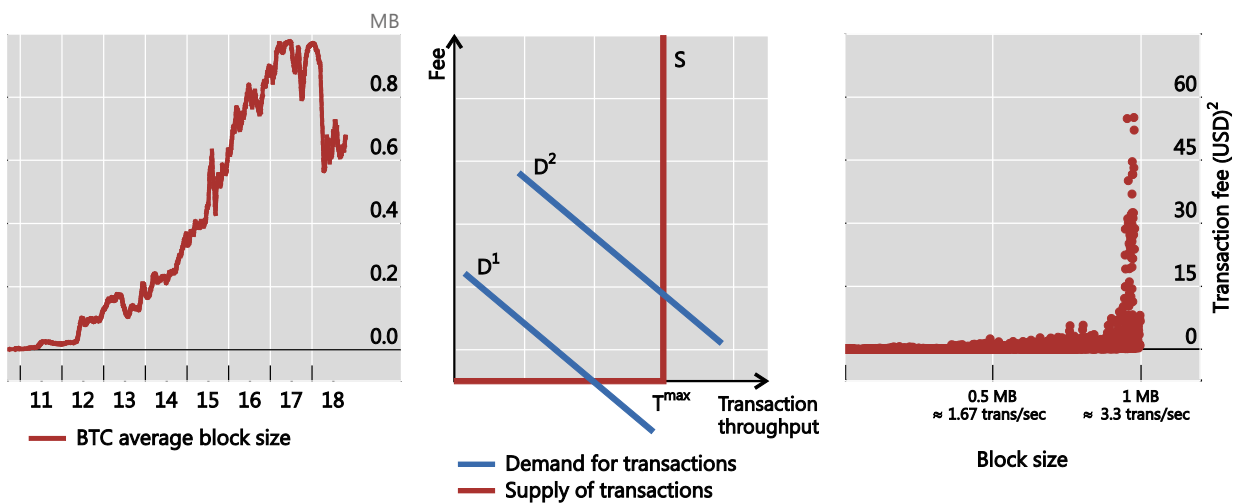 MB
0.8
0.6
0.4
0.2
0.0
11 12 13 14 15 16 17 18
BTC average block size
Fee
S
D²
D¹
Tᵐᵃˣ
Transaction
throughput
Demand for transactions
Supply of transactions
60
45
30
15
0
Transaction fee (USD)²
0.5 MB
≈ 1.67 trans/sec
1 MB
≈ 3.3 trans/sec
Block size